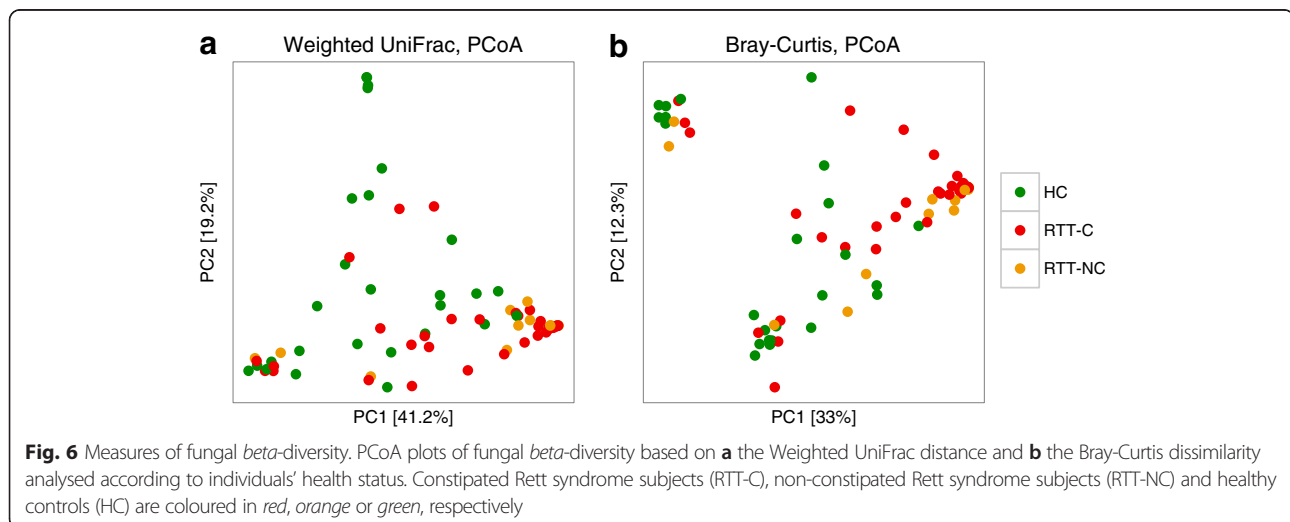 a Weighted UniFrac, PCoA
PC2 [19.2%]
PC1 [41.2%]
b Bray-Curtis, PCoA
PC2 [12.3%]
PC1 [33%]
HC
RTT-C
RTT-NC
Fig. 6 Measures of fungal beta-diversity. PCoA plots of fungal beta-diversity based on a the Weighted UniFrac distance and b the Bray-Curtis dissimilarity
analysed according to individuals' health status. Constipated Rett syndrome subjects (RTT-C), non-constipated Rett syndrome subjects (RTT-NC) and healthy
controls (HC) are coloured in red, orange or green, respectively